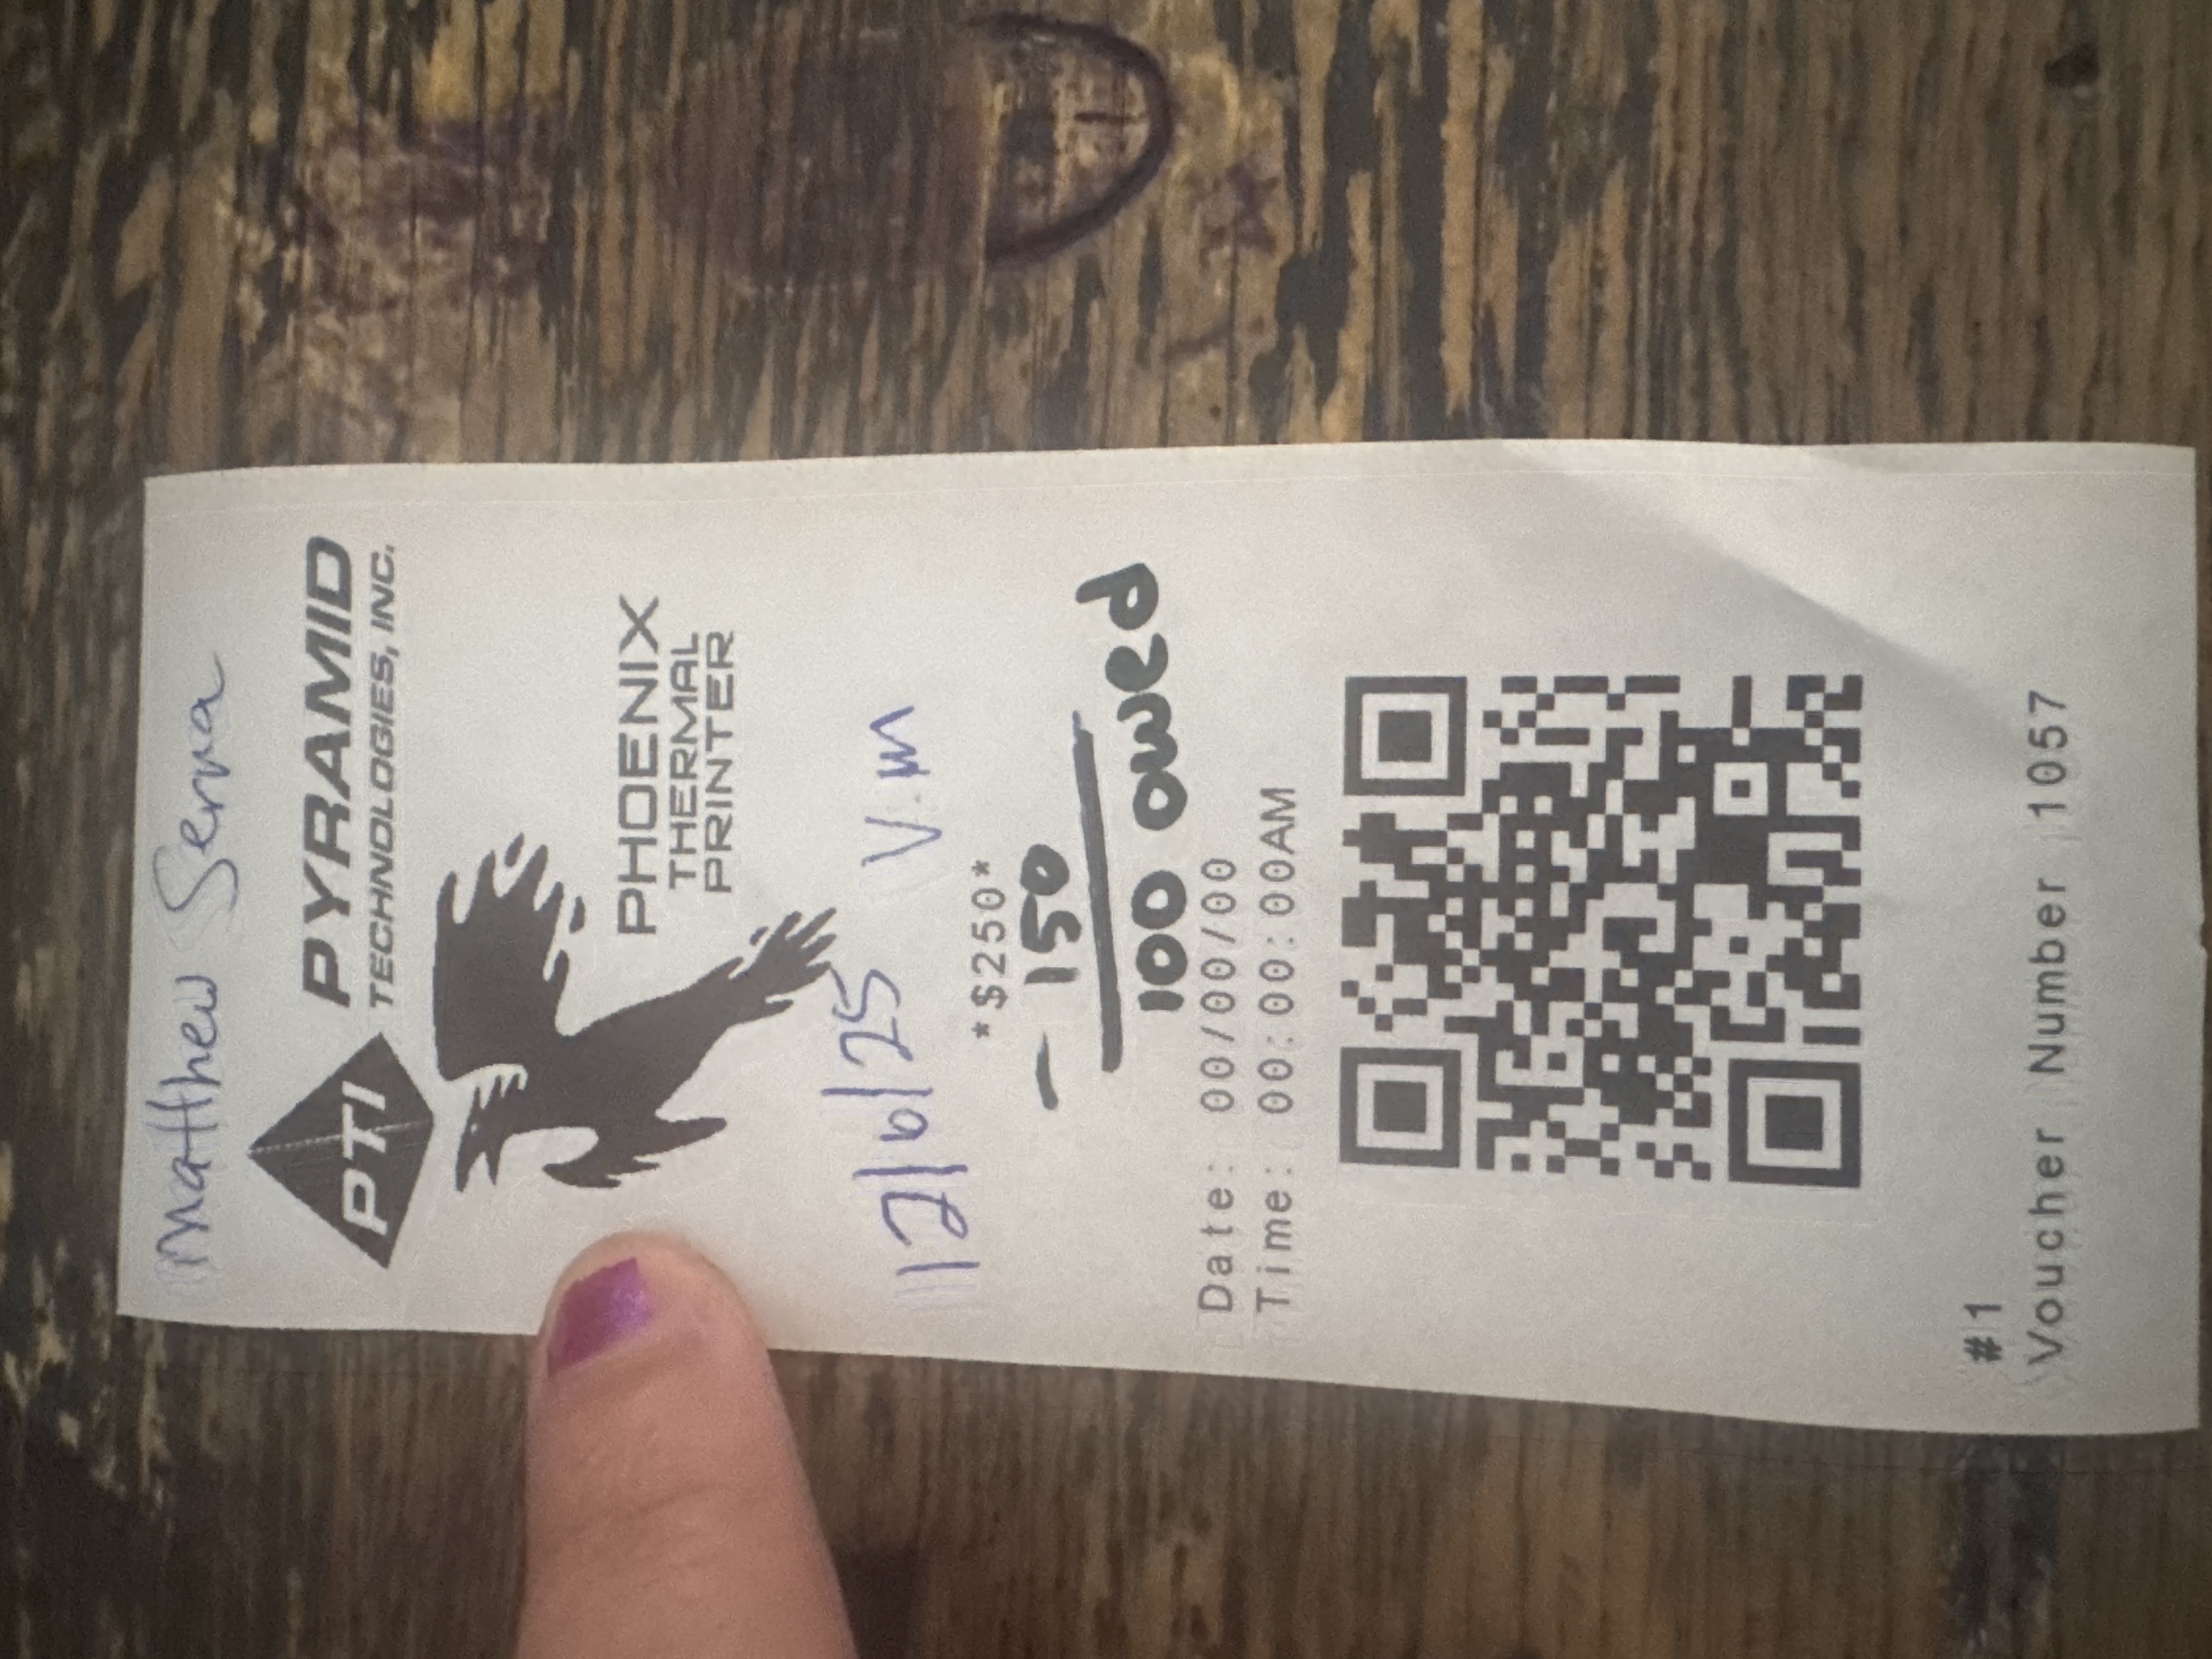 Matthew Serna
PTI
PYRAMID
TECHNOLOGIES, INC.
PHOENIX
THERMAL
PRINTER
12/6/25 V.m
*$250*
- 150
100 owed
Date: 00/00/00
Time: 00:00:00AM
#1
Voucher Number 1057